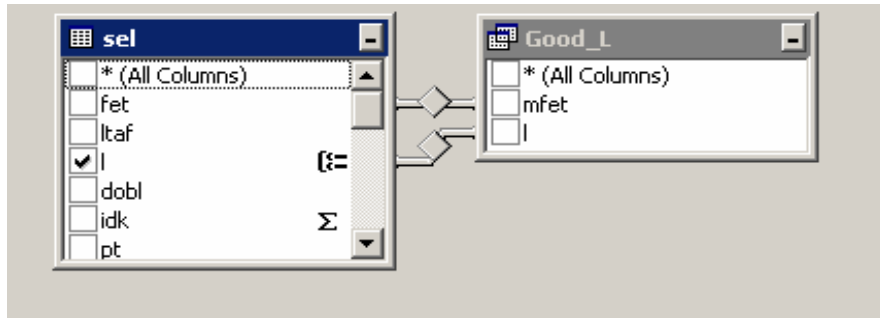 sel
* (All Columns)
fet
ltaf
l
dobl
idk Σ
pt
Good_L
* (All Columns)
mfet
l